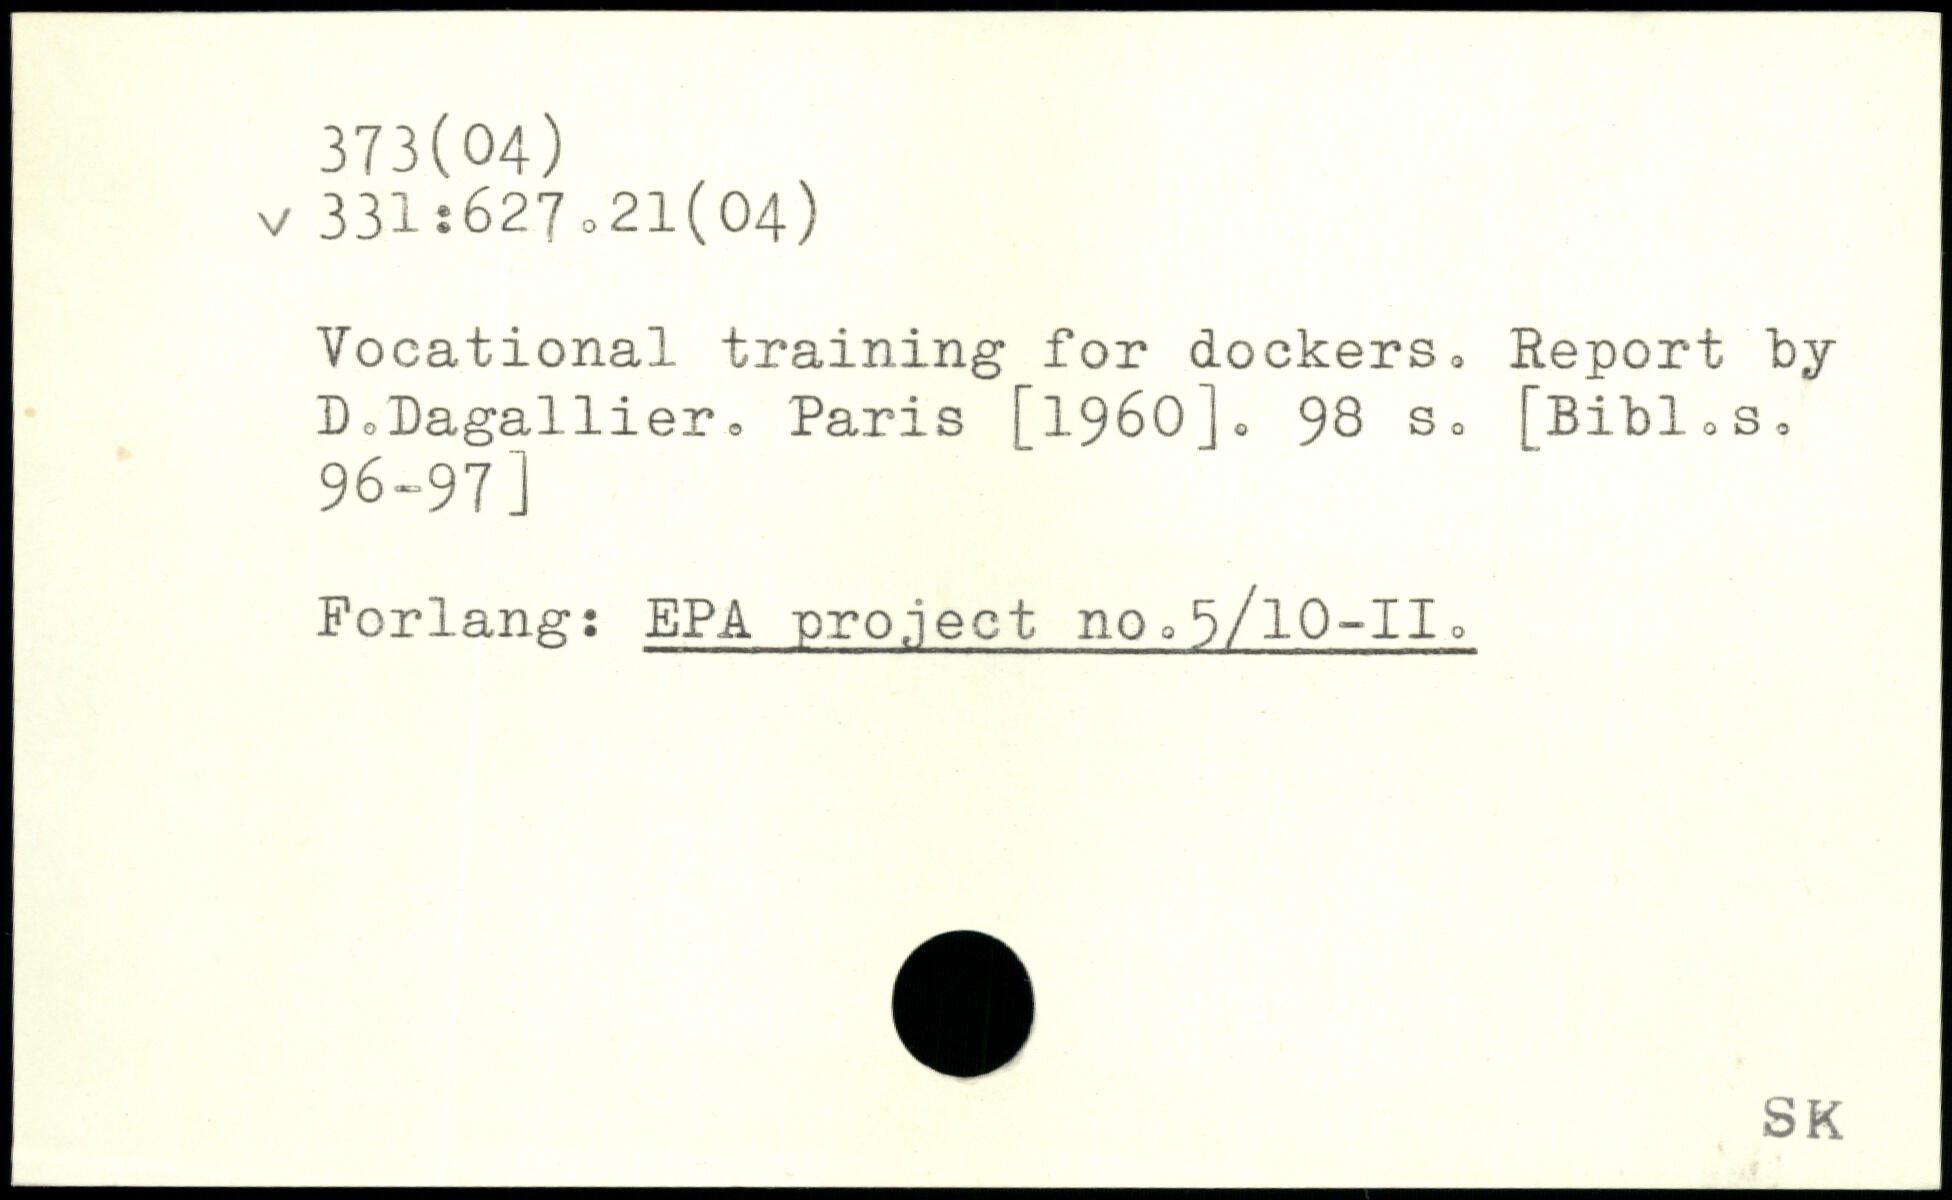 373(04)
v 331:627.21(04)
Vocational training for dockers. Report by
D.Dagallier. Paris [1960]. 98 s. [Bibl.s.
96-97]
Forlang: EPA project no.5/10-II.
SK